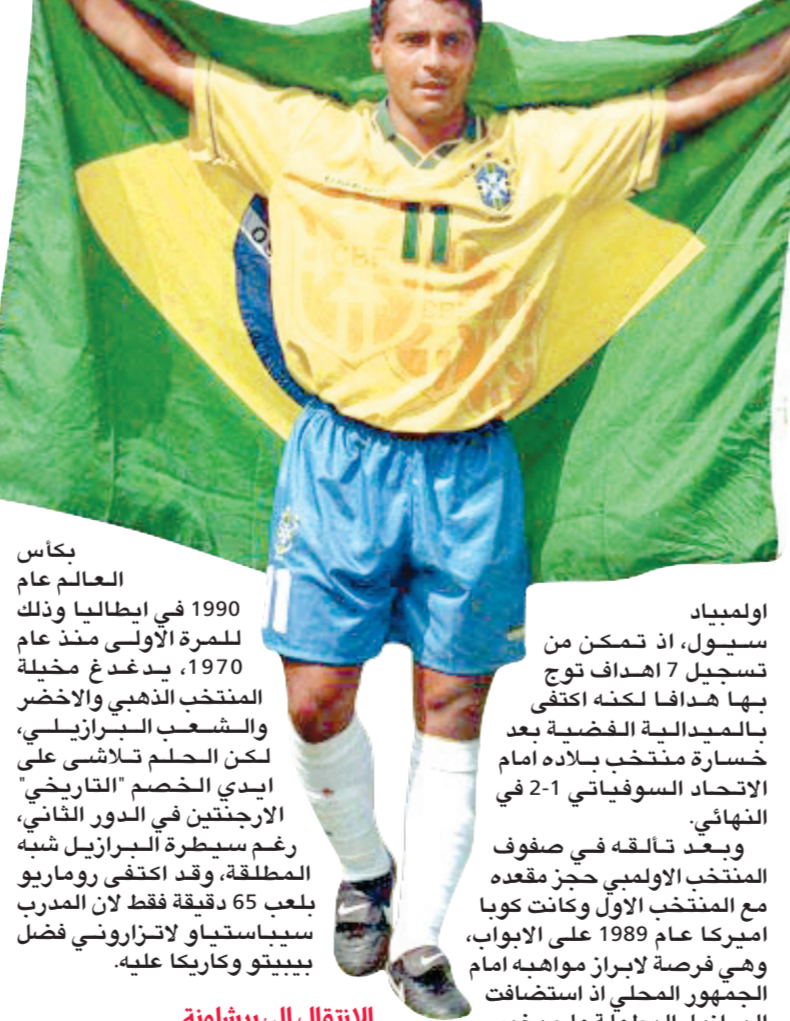 11
اولمبياد
سيول، اذ تمكن من
تسجيل 7 اهداف توج
بها هدافا لكنه اكتفى
بالميدالية الفضية بعد
خسارة منتخب بلاده امام
الاتحاد السوفياتي 1-2 في
النهائي.
وبعد تألقه في صفوف
المنتخب الاولمبي حجز مقعده
مع المنتخب الاول وكانت كوبا
اميركا عام 1989 على الابواب،
وهي فرصة لابراز مواهبه امام
الجمهور المحلي اذ استضافت
بكأس
العالم عام
1990 في ايطاليا وذلك
للمرة الاولى منذ عام
1970، يدغدغ مخيلة
المنتخب الذهبي والاخضر
والشعب البرازيلي،
لكن الحلم تلاشى على
ايدي الخصم "التاريخي"
الارجنتين في الدور الثاني،
رغم سيطرة البرازيل شبه
المطلقة، وقد اكتفى روماريو
بلعب 65 دقيقة فقط لان المدرب
سيباستياو لاتزاروني فضل
بيبيتو وكاريكا عليه.
الانتقال الى برشلونة